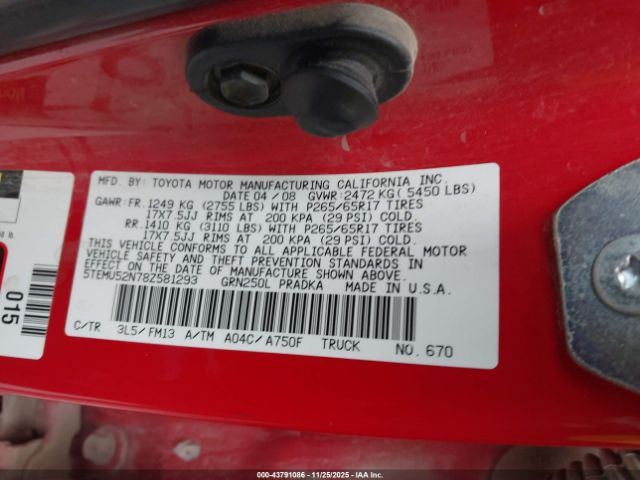 MFD. BY: TOYOTA MOTOR MANUFACTURING CALIFORNIA INC.
DATE 04/08 GVWR: 2472 KG( 5450 LBS)
GAWR: FR. 1249 KG (2755 LBS) WITH P265/65R17 TIRES
17X7.5JJ RIMS AT 200 KPA (29 PSI) COLD.
RR. 1410 KG (3110 LBS) WITH P265/65R17 TIRES
17X7.5JJ RIMS AT 200 KPA (29 PSI) COLD.
THIS VEHICLE CONFORMS TO ALL APPLICABLE FEDERAL MOTOR
VEHICLE SAFETY AND THEFT PREVENTION STANDARDS IN
EFFECT ON THE DATE OF MANUFACTURE SHOWN ABOVE.
5TEMU52N78Z581293 GRN250L PRADKA MADE IN U.S.A.
C/TR 3L5/FM13 A/TM A04C/A750F TRUCK NO. 670
015
00-43791086 - 11/25/2025 - IAA Inc.